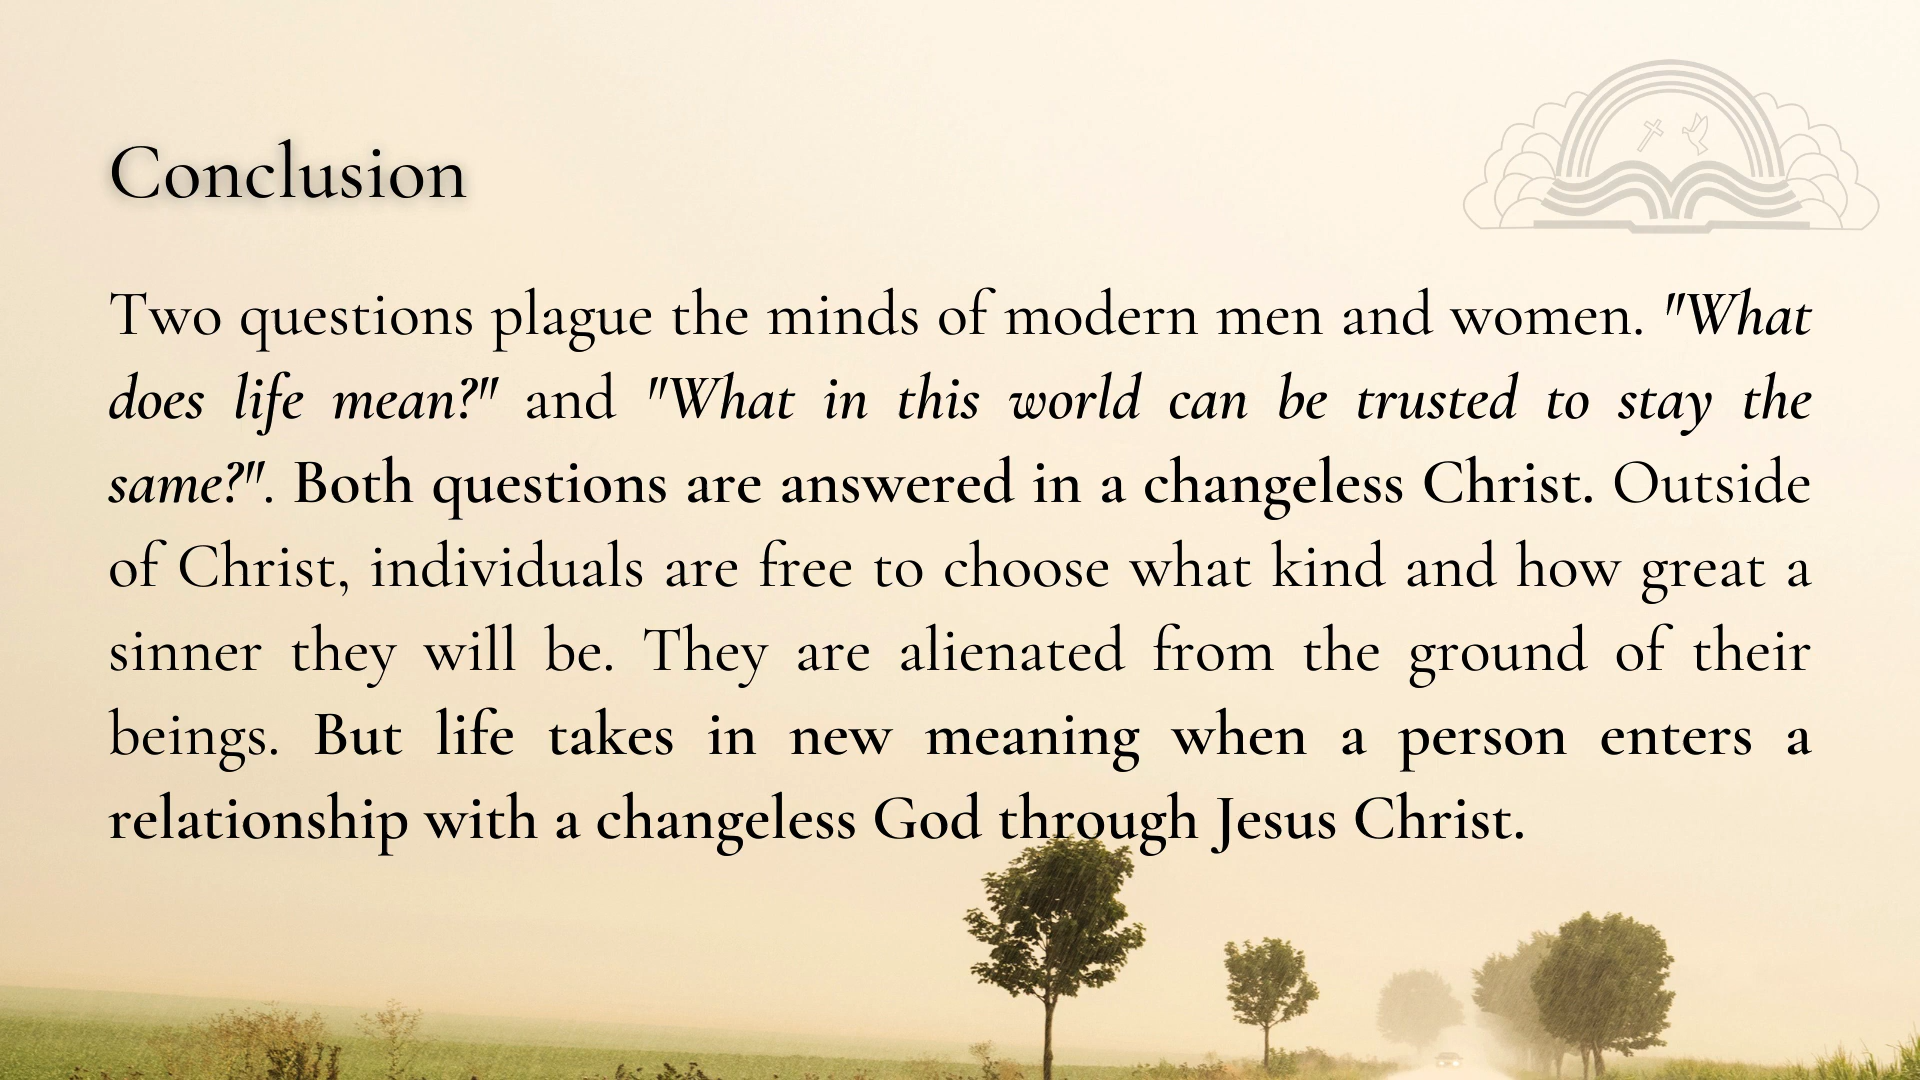 Conclusion
Two questions plague the minds of modern men and women. "What
does life mean?" and "What in this world can be trusted to stay the
same?". Both questions are answered in a changeless Christ. Outside
of Christ, individuals are free to choose what kind and how great a
sinner they will be. They are alienated from the ground of their
beings. But life takes in new meaning when a person enters a
relationship with a changeless God through Jesus Christ.